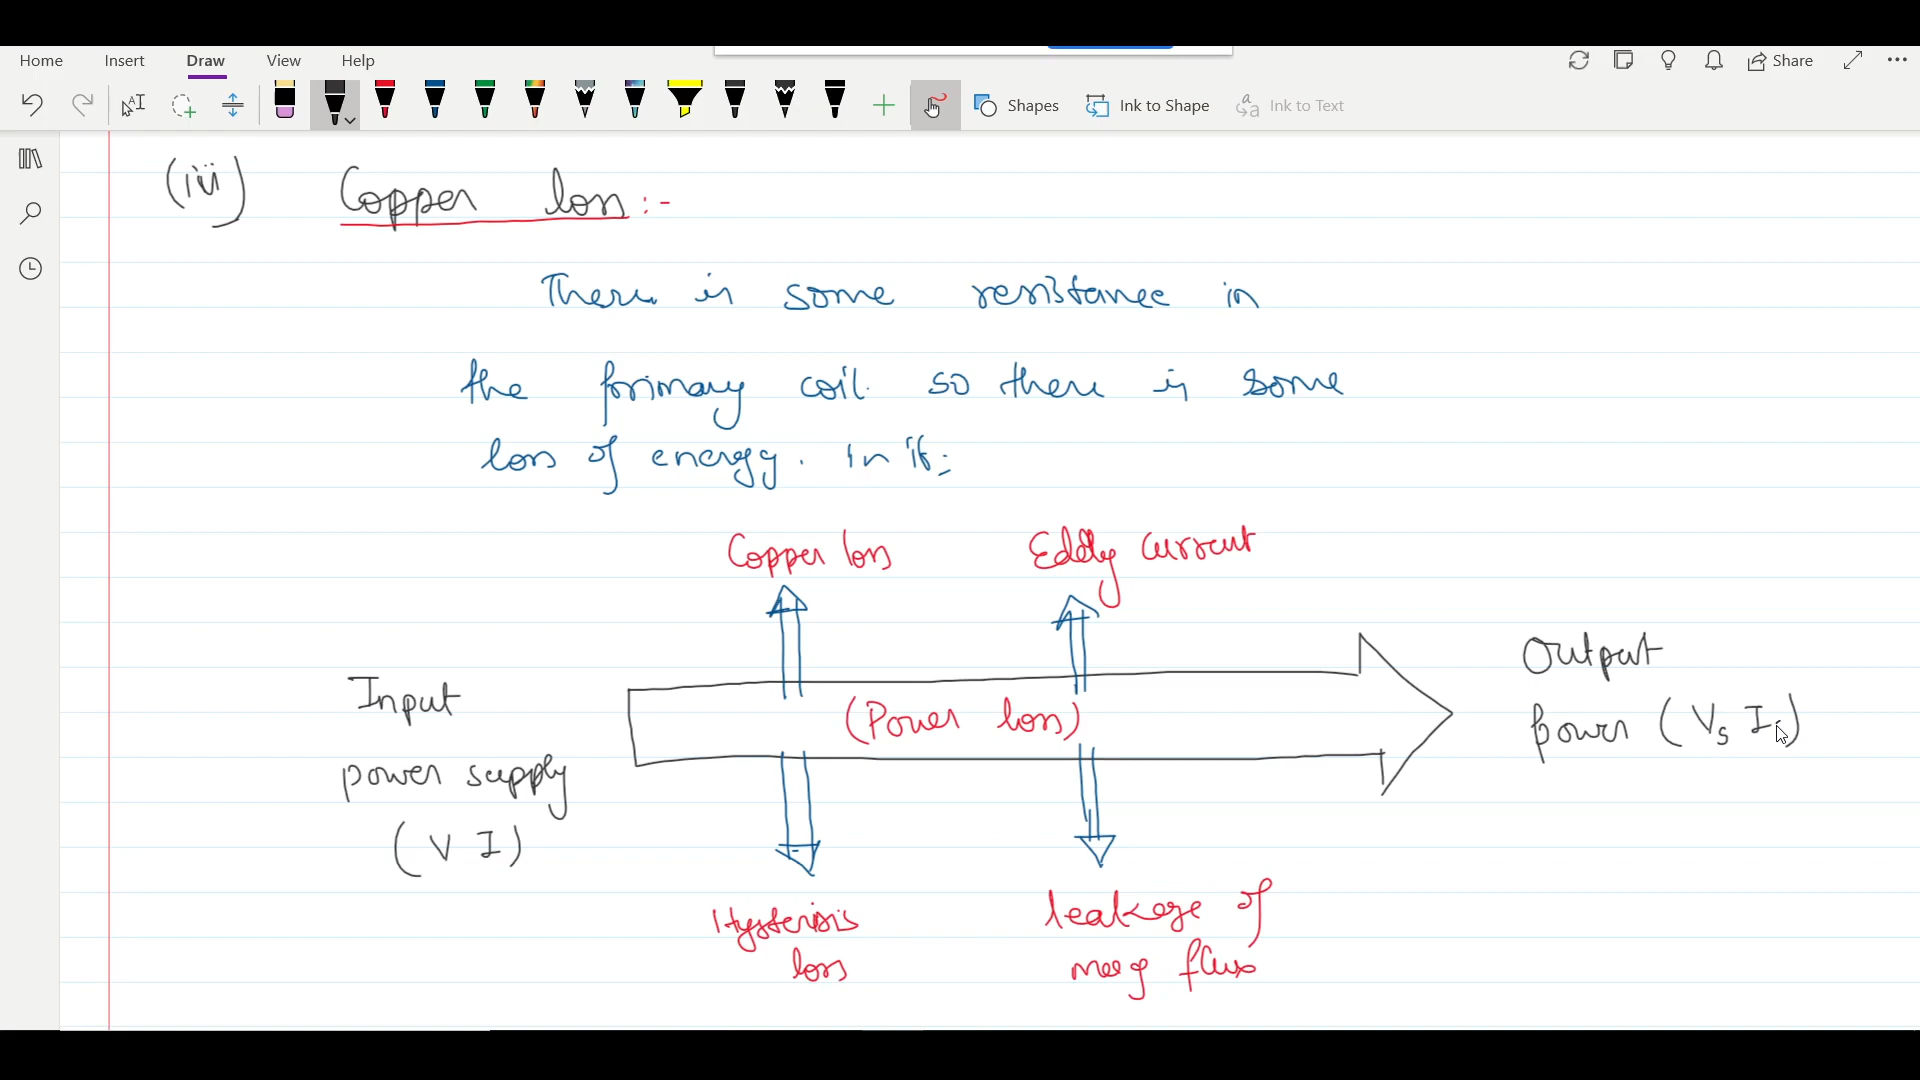 Home Insert Draw View Help
Share
Shapes Ink to Shape Ink to Text
(iii) Copper loss :-
There is some resistance in
the primary coil. so there is some
loss of energy. in it.
Copper loss Eddy current
Input
power supply
(V I)
(Power loss)
Output
power (Vs Is)
Hysterisis
loss
leakage of
mag flux